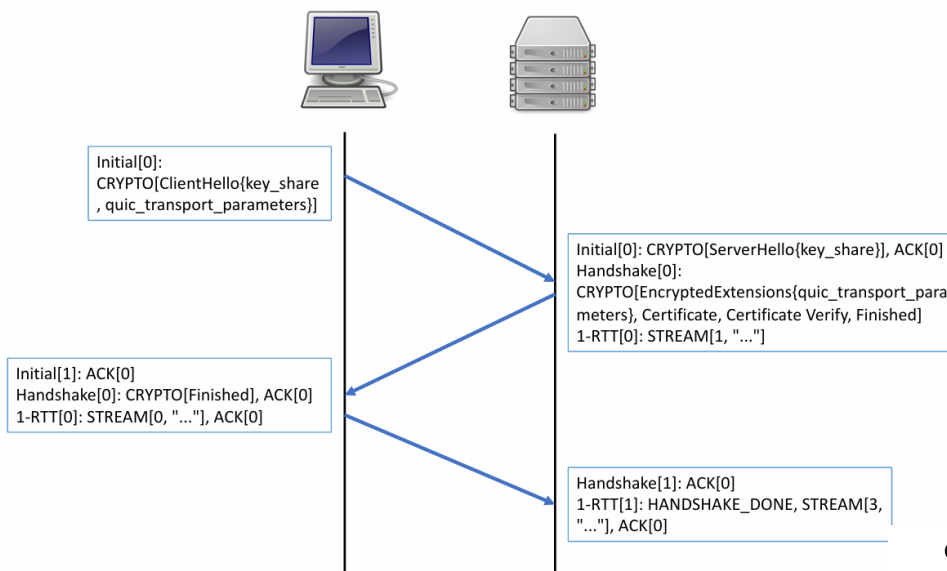 Initial[0]:
CRYPTO[ClientHello{key_share
, quic_transport_parameters}]
Initial[0]: CRYPTO[ServerHello{key_share}], ACK[0]
Handshake[0]:
CRYPTO[EncryptedExtensions{quic_transport_para
meters}, Certificate, Certificate Verify, Finished]
1-RTT[0]: STREAM[1, "..."]
Initial[1]: ACK[0]
Handshake[0]: CRYPTO[Finished], ACK[0]
1-RTT[0]: STREAM[0, "..."], ACK[0]
Handshake[1]: ACK[0]
1-RTT[1]: HANDSHAKE_DONE, STREAM[3,
"..."], ACK[0]